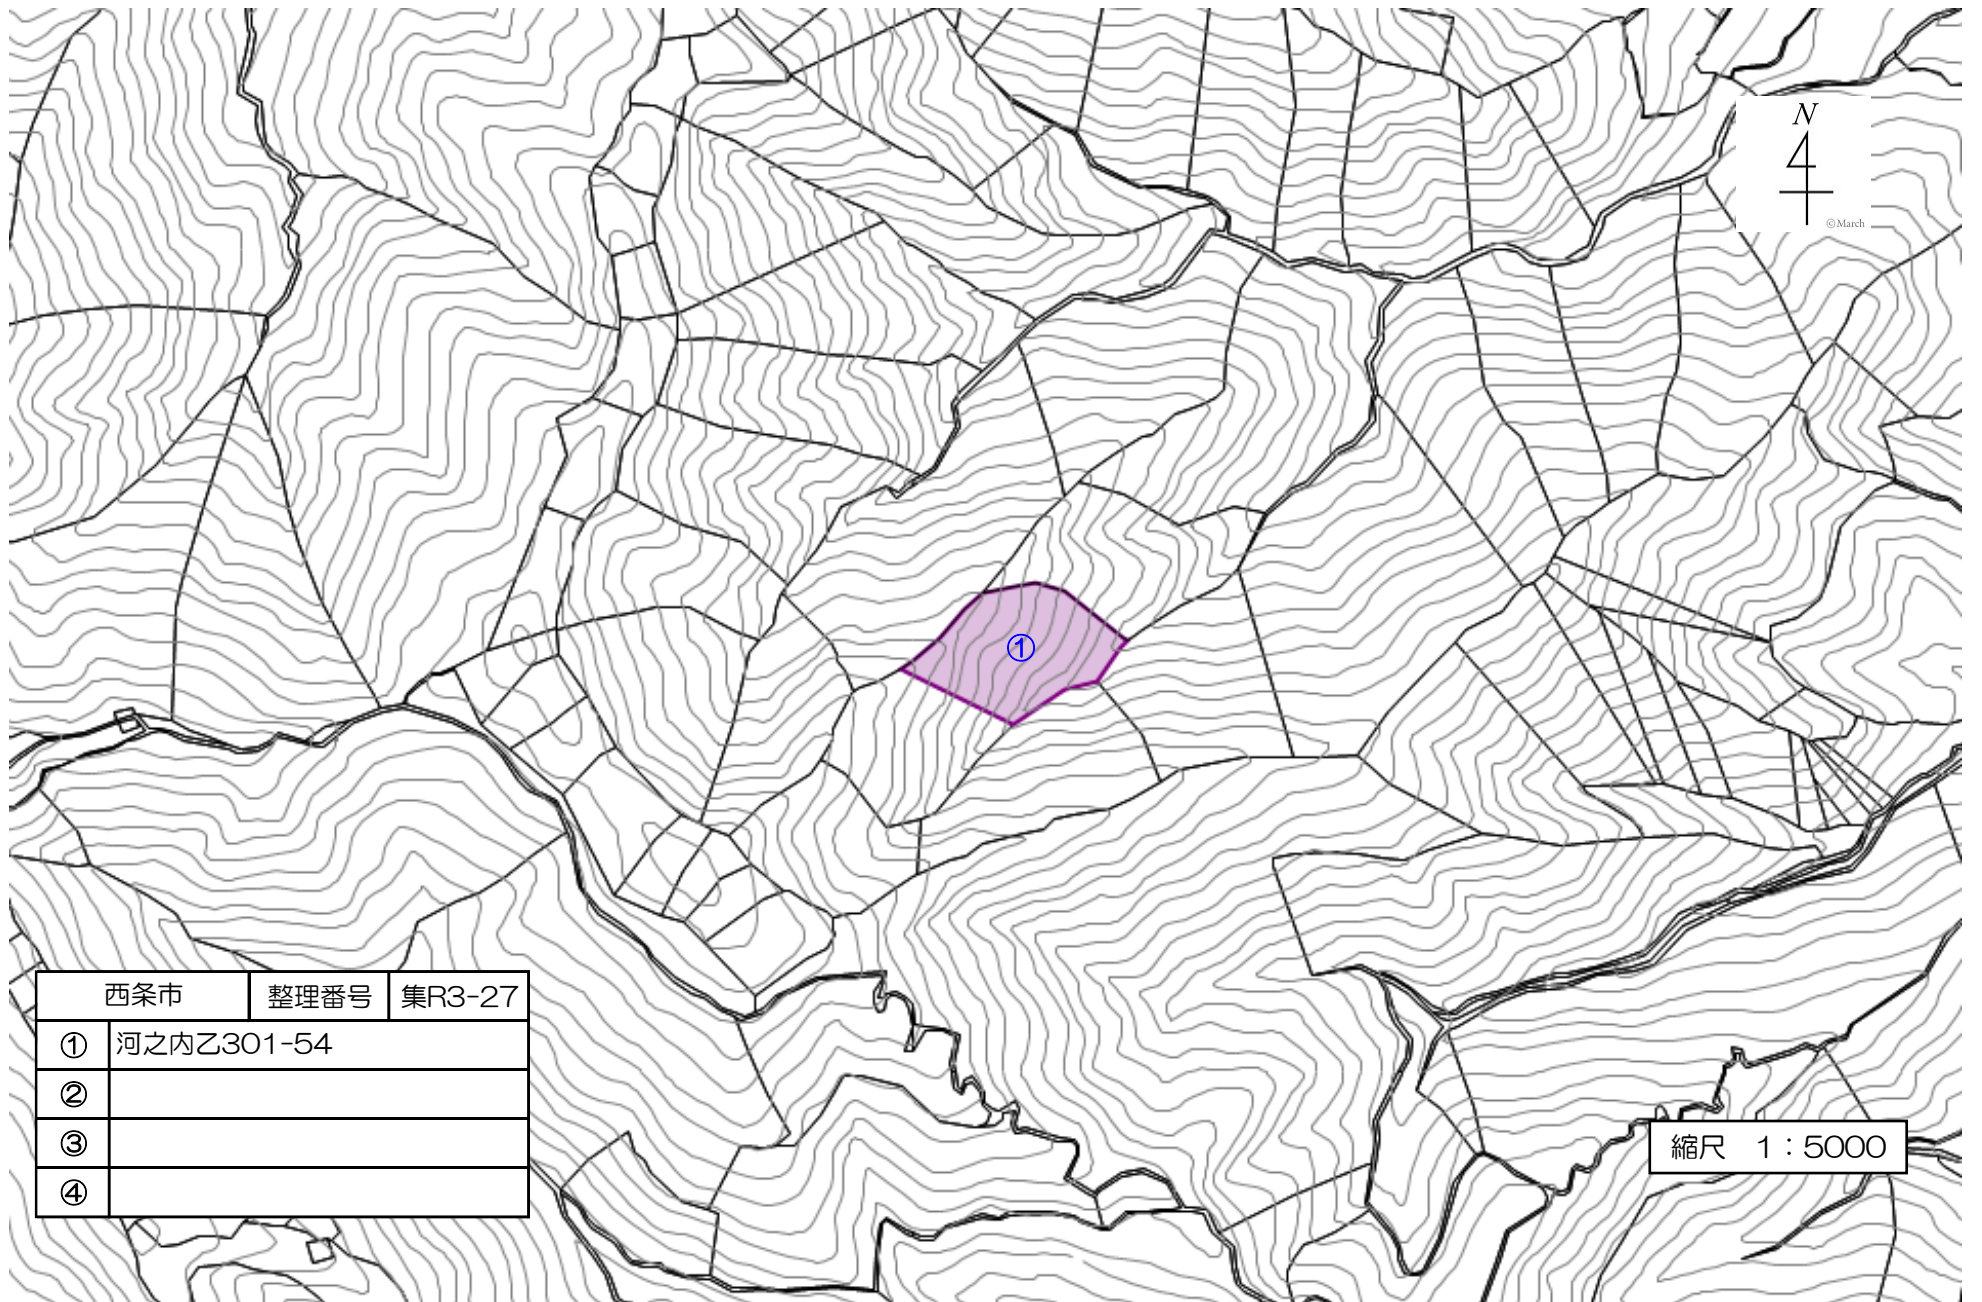 N
©March
①
西条市 整理番号 集R3-27
① 河之内乙301-54
②
③
④
縮尺 1：5000